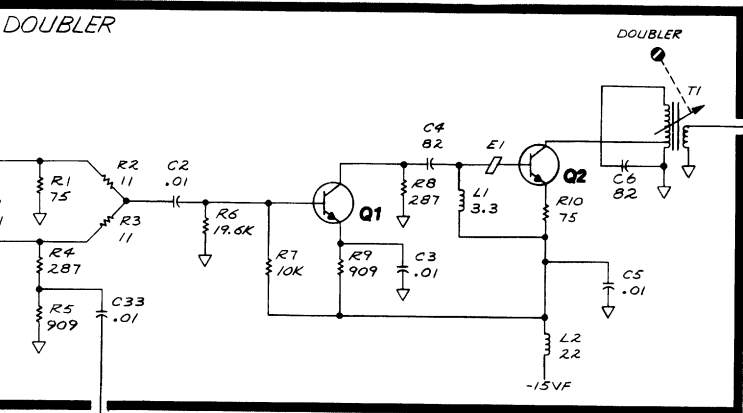 DOUBLER
DOUBLER
T1
C4
82
E1
R2
11
C2
.01
R1
75
Q2
C6
82
R8
287
L1
3.3
R10
75
R3
11
R6
19.6K
Q1
R4
287
R7
10K
R9
909
C3
.01
C5
.01
R5
909
C33
.01
L2
22
-15VF